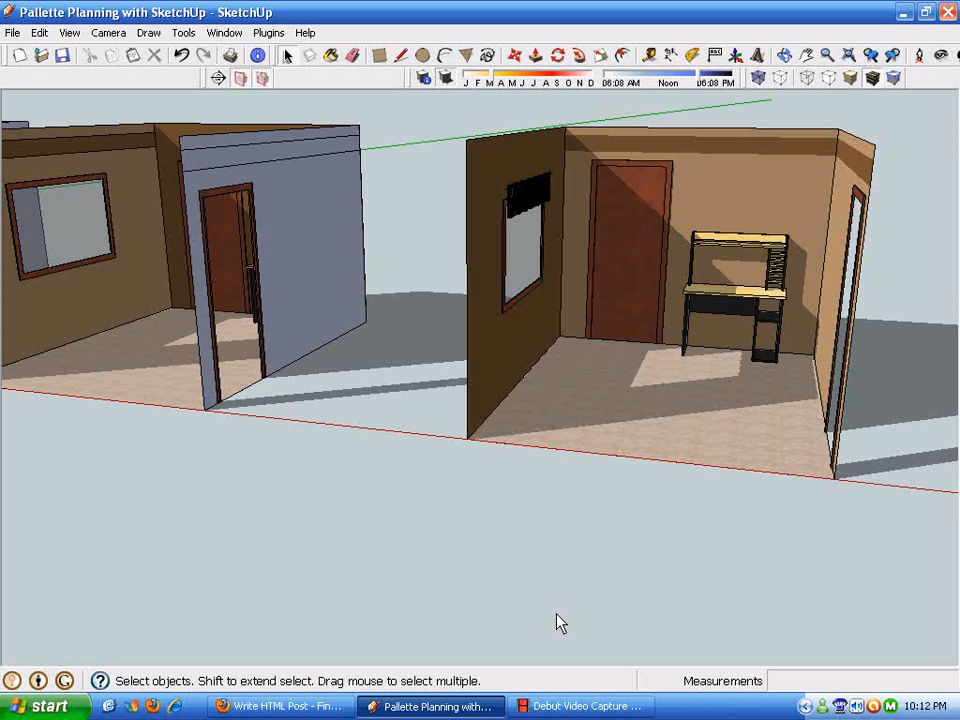 Pallette Planning with SketchUp - SketchUp
File Edit View Camera Draw Tools Window Plugins Help
J F M A M J J A S O N D 06:08 AM Noon 06:08 PM
Select objects. Shift to extend select. Drag mouse to select multiple. Measurements
start Write HTML Post - Fin... Pallette Planning with... Debut Video Capture ... 10:12 PM